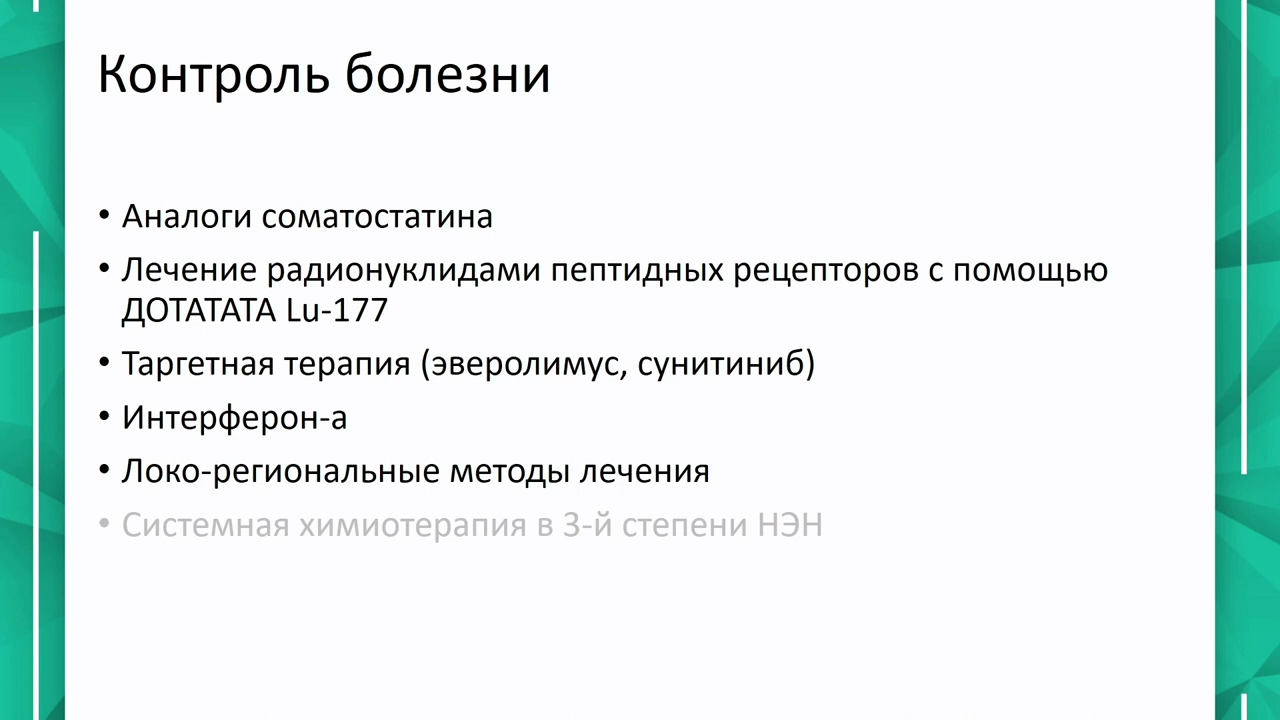 Контроль болезни
• Аналоги соматостатина
• Лечение радионуклидами пептидных рецепторов с помощью
ДОТАТАТА Lu-177
• Таргетная терапия (эверолимус, сунитиниб)
• Интерферон-а
• Локо-региональные методы лечения
• Системная химиотерапия в 3-й степени НЭН